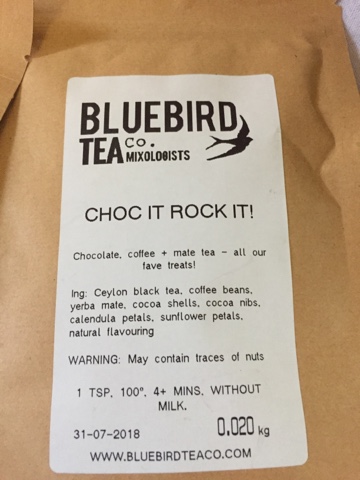 BLUEBIRD
TEA Co. MIXOLOGISTS
CHOC IT ROCK IT!
Chocolate, coffee + mate tea - all our
fave treats!
Ing: Ceylon black tea, coffee beans,
yerba mate, cocoa shells, cocoa nibs,
calendula petals, sunflower petals,
natural flavouring
WARNING: May contain traces of nuts
1 TSP, 100°, 4+ MINS, WITHOUT
MILK.
31-07-2018 0.020 kg
WWW.BLUEBIRDTEACO.COM